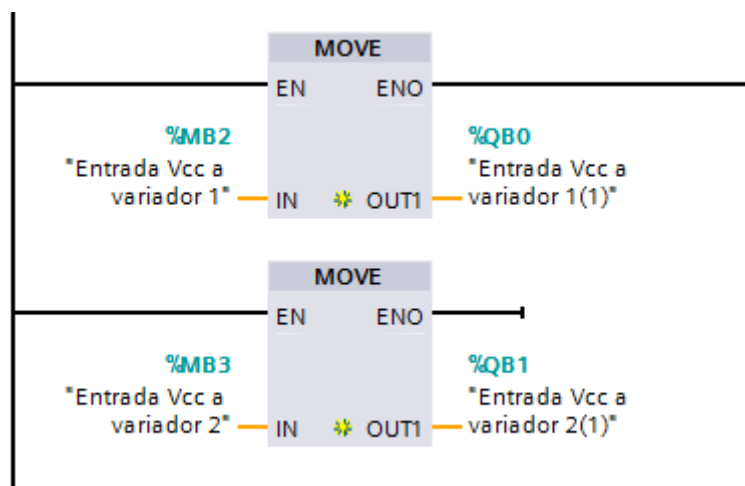 MOVE
EN ENO
%MB2 %QB0
"Entrada Vcc a "Entrada Vcc a
variador 1" IN OUT1 variador 1(1)"
MOVE
EN ENO
%MB3 %QB1
"Entrada Vcc a "Entrada Vcc a
variador 2" IN OUT1 variador 2(1)"